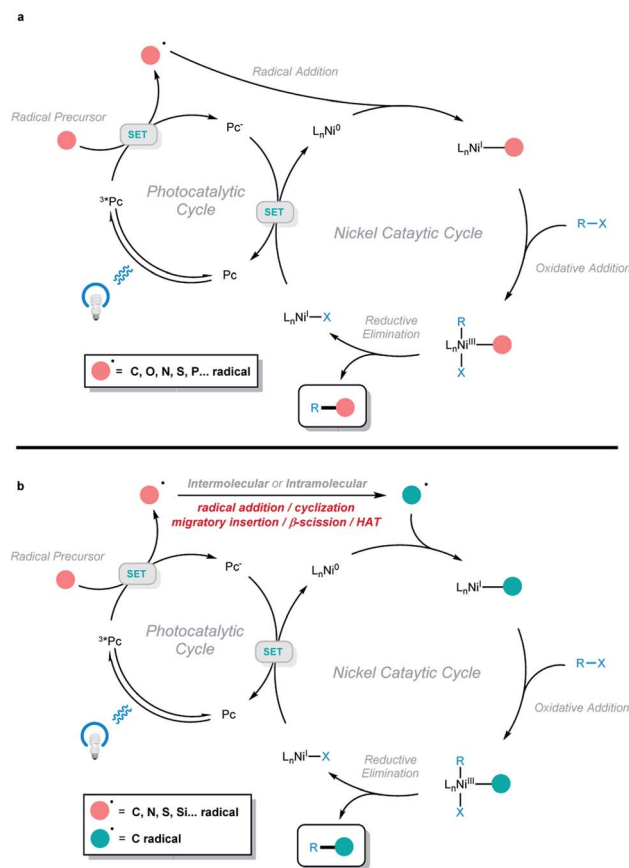 a
Radical Addition
Radical Precursor
SET
Pc-
LnNi0
LnNiI
3*Pc
Photocatalytic
Cycle
SET
R–X
Nickel Cataytic Cycle
Oxidative Addition
Pc
LnNiI–X
Reductive
Elimination
R
LnNiIII
X
= C, O, N, S, P... radical
R
b
Intermolecular or Intramolecular
radical addition / cyclization
migratory insertion / β-scission / HAT
Radical Precursor
SET
Pc-
LnNi0
LnNiI
3*Pc
Photocatalytic
Cycle
SET
R–X
Nickel Cataytic Cycle
Oxidative Addition
Pc
LnNiI–X
Reductive
Elimination
R
LnNiIII
X
= C, N, S, Si... radical
= C radical
R